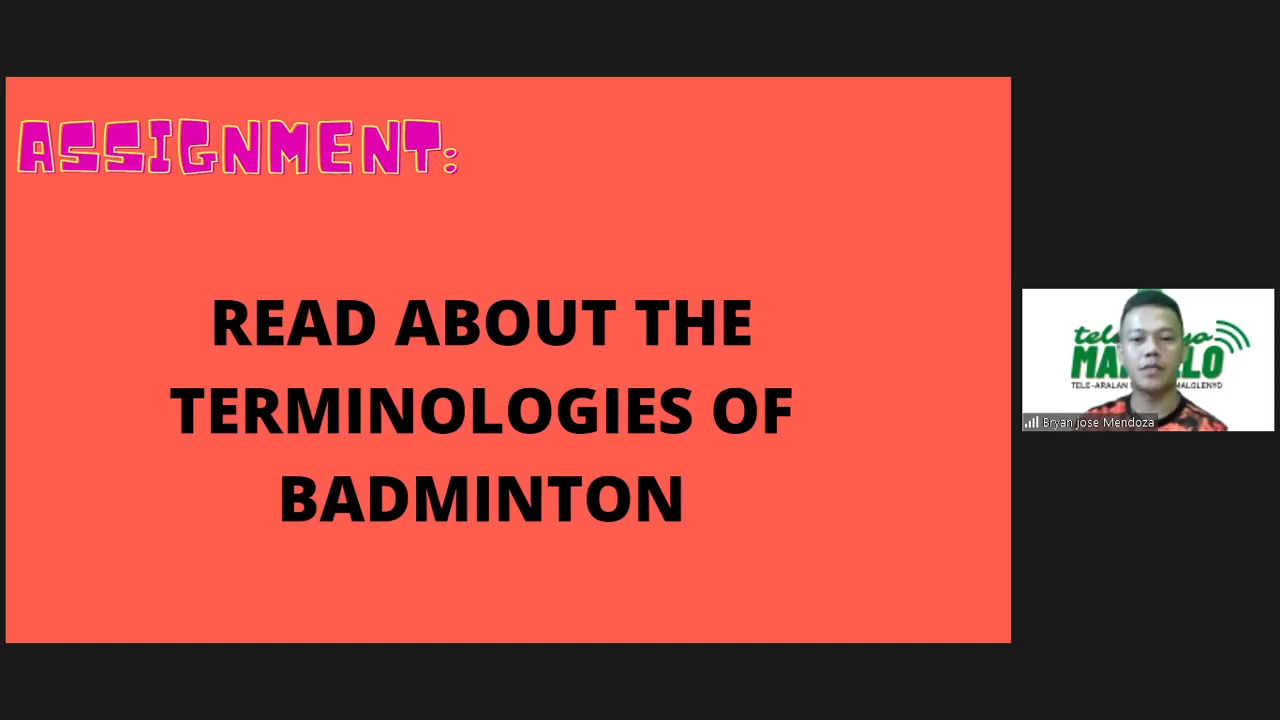 ASSIGNMENT:
READ ABOUT THE
TERMINOLOGIES OF
BADMINTON
Bryan jose Mendoza